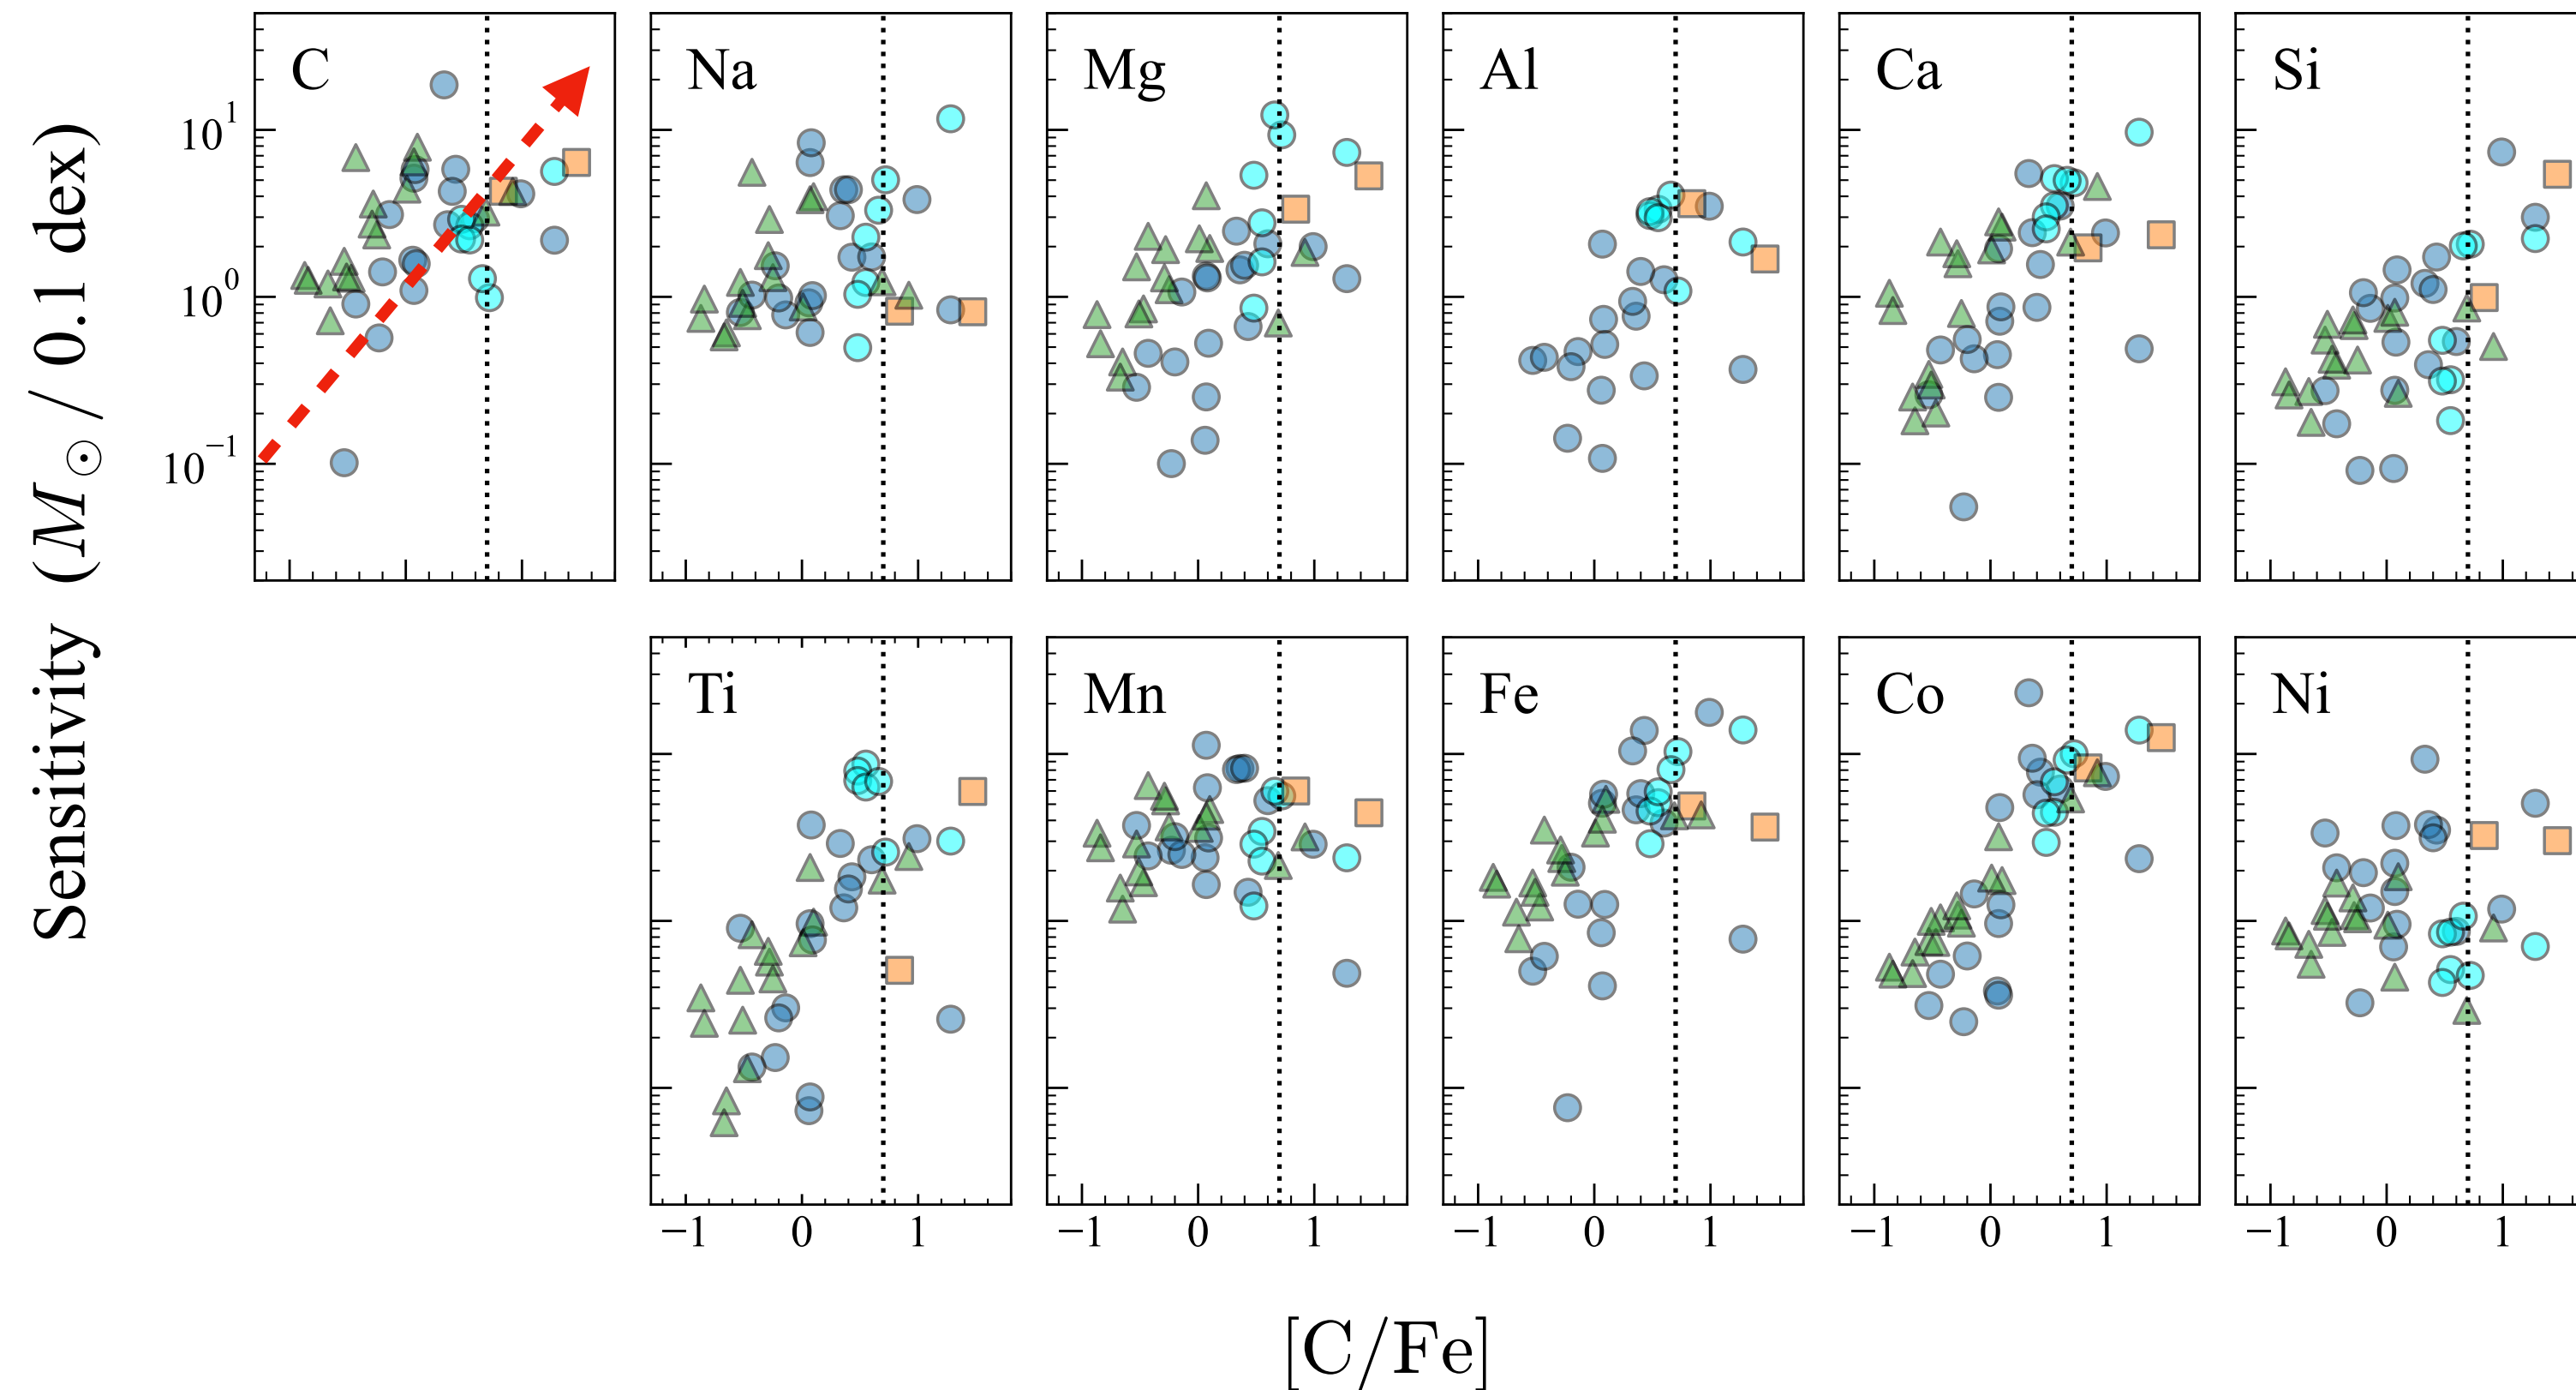 C
Na
Mg
Al
Ca
Si
10^1
10^0
10^−1
Sensitivity (M⊙ / 0.1 dex)
Ti
Mn
Fe
Co
Ni
−1 0 1 −1 0 1 −1 0 1 −1 0 1 −1 0 1
[C/Fe]